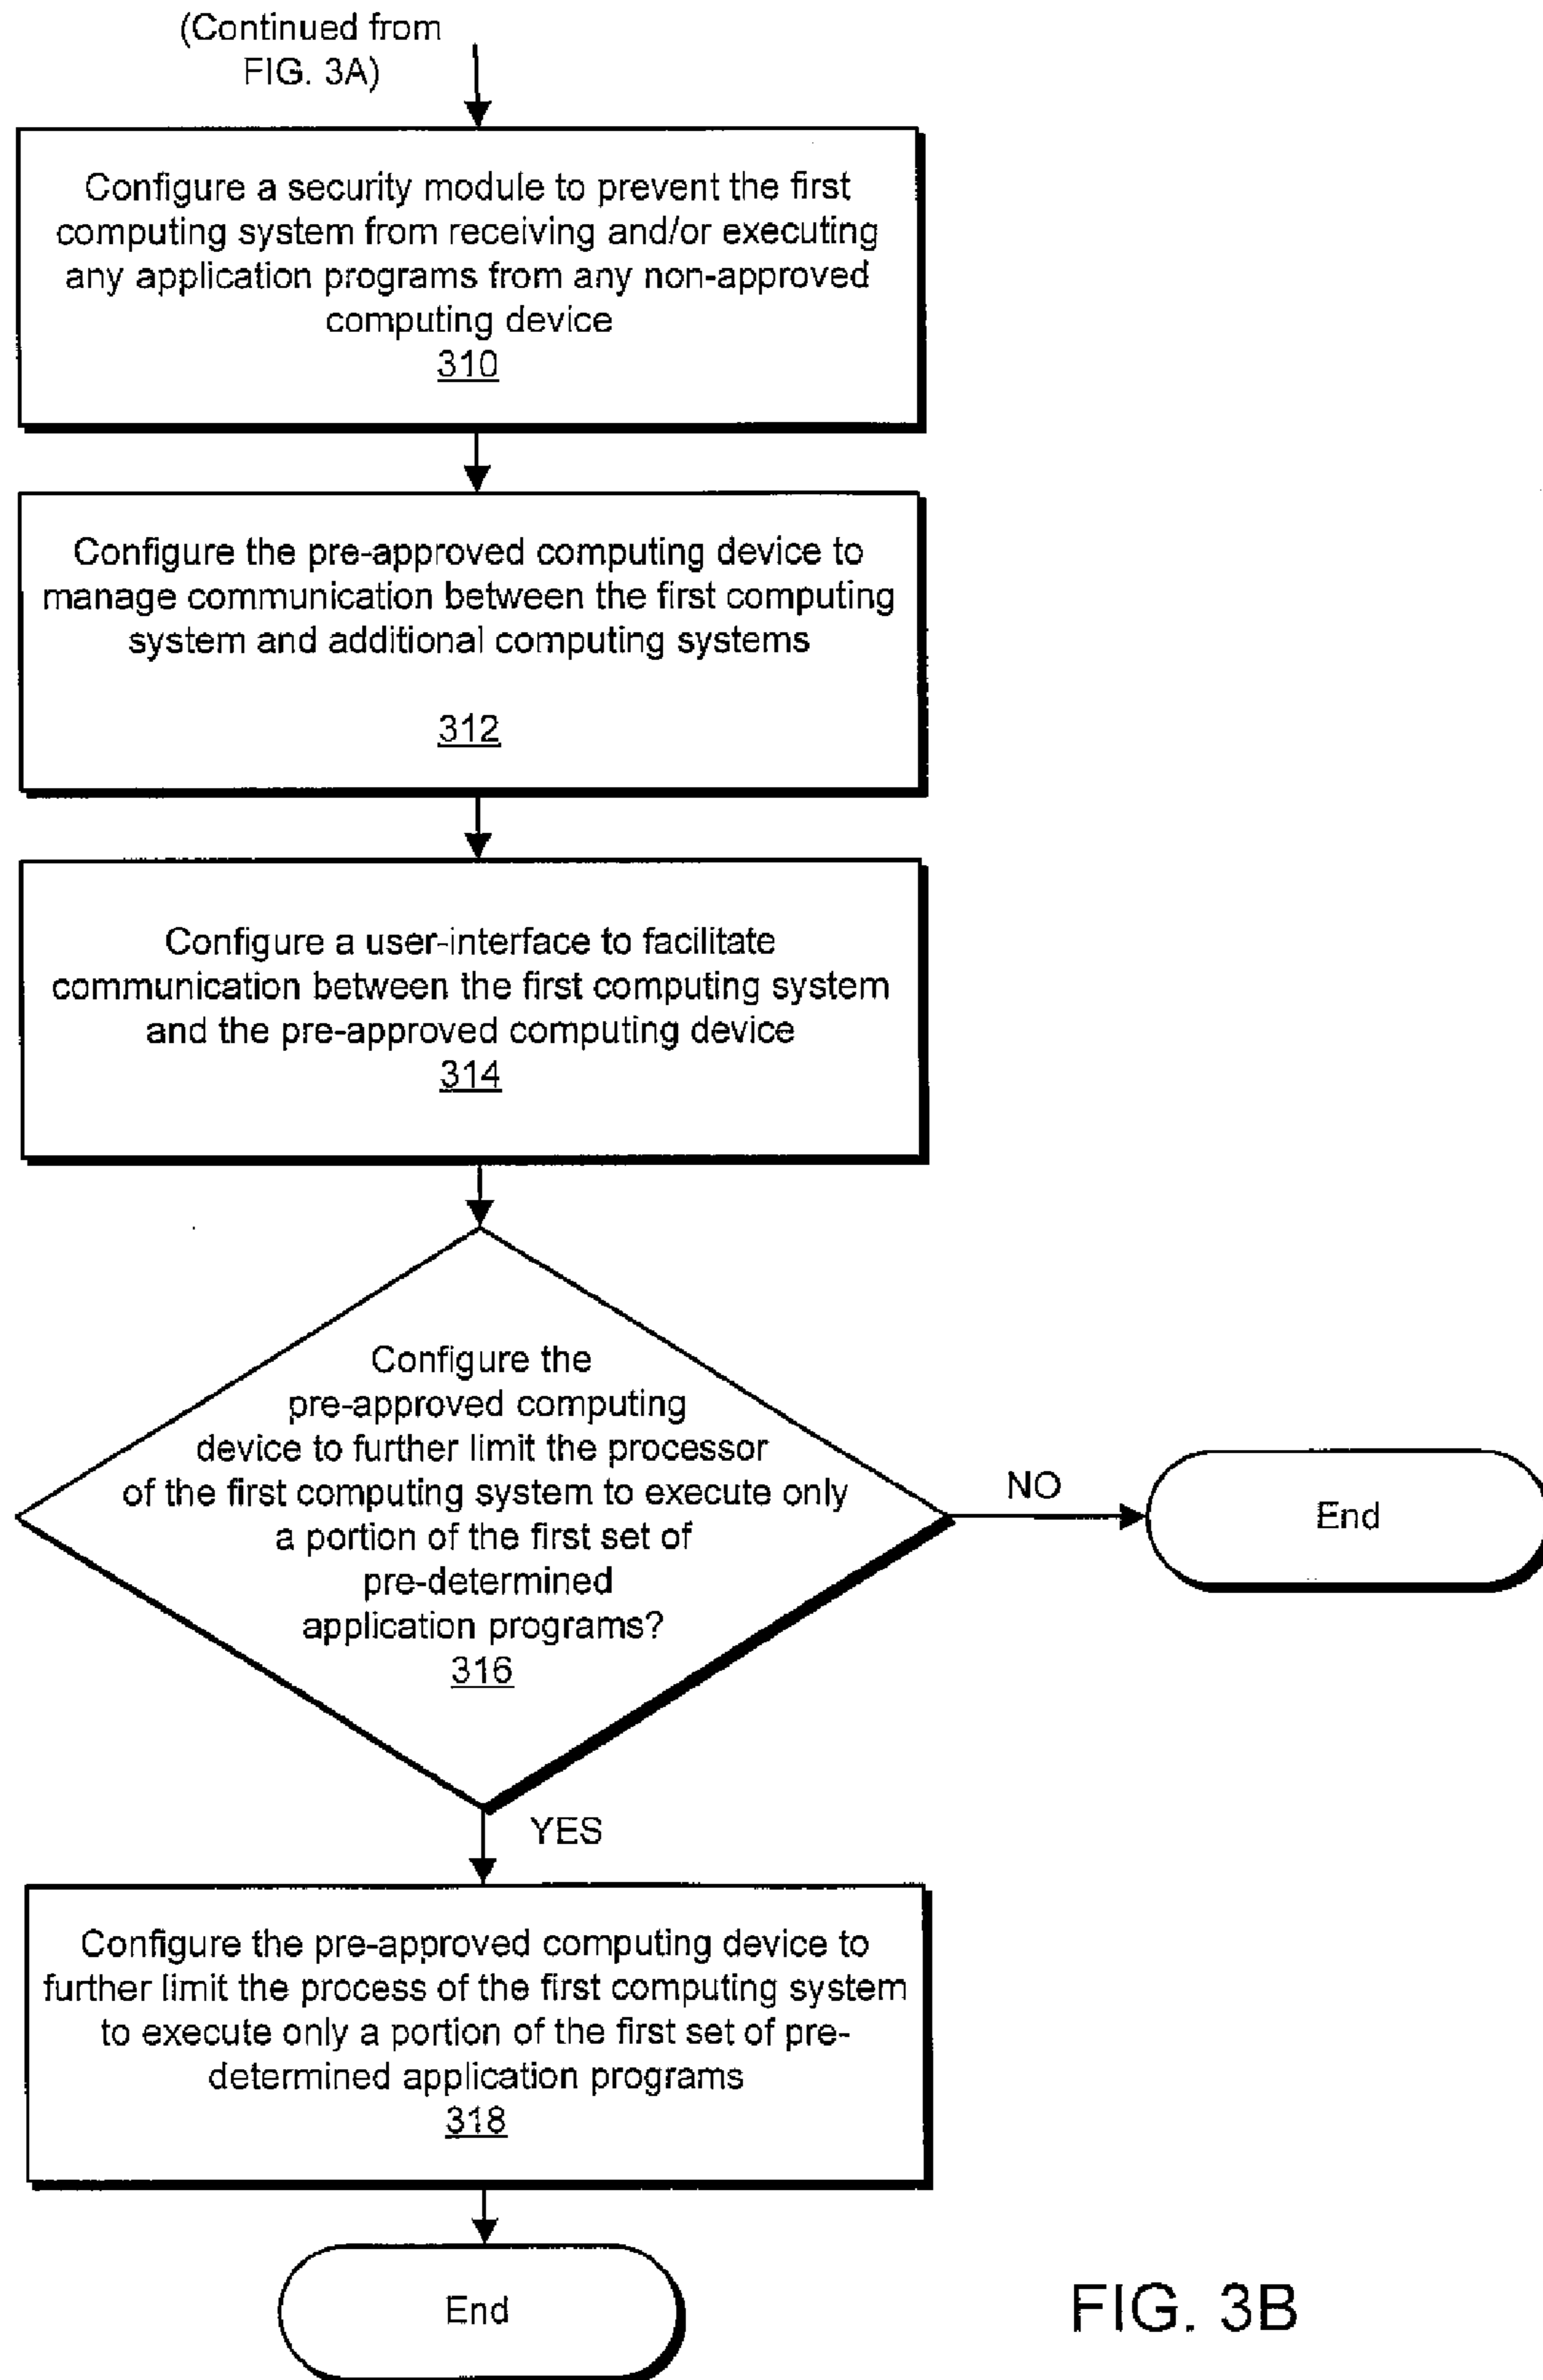 (Continued from
FIG. 3A)
Configure a security module to prevent the first
computing system from receiving and/or executing
any application programs from any non-approved
computing device
310
Configure the pre-approved computing device to
manage communication between the first computing
system and additional computing systems
312
Configure a user-interface to facilitate
communication between the first computing system
and the pre-approved computing device
314
Configure the
pre-approved computing
device to further limit the processor
of the first computing system to execute only
a portion of the first set of
pre-determined
application programs?
316
NO
End
YES
Configure the pre-approved computing device to
further limit the process of the first computing system
to execute only a portion of the first set of pre-
determined application programs
318
End
FIG. 3B